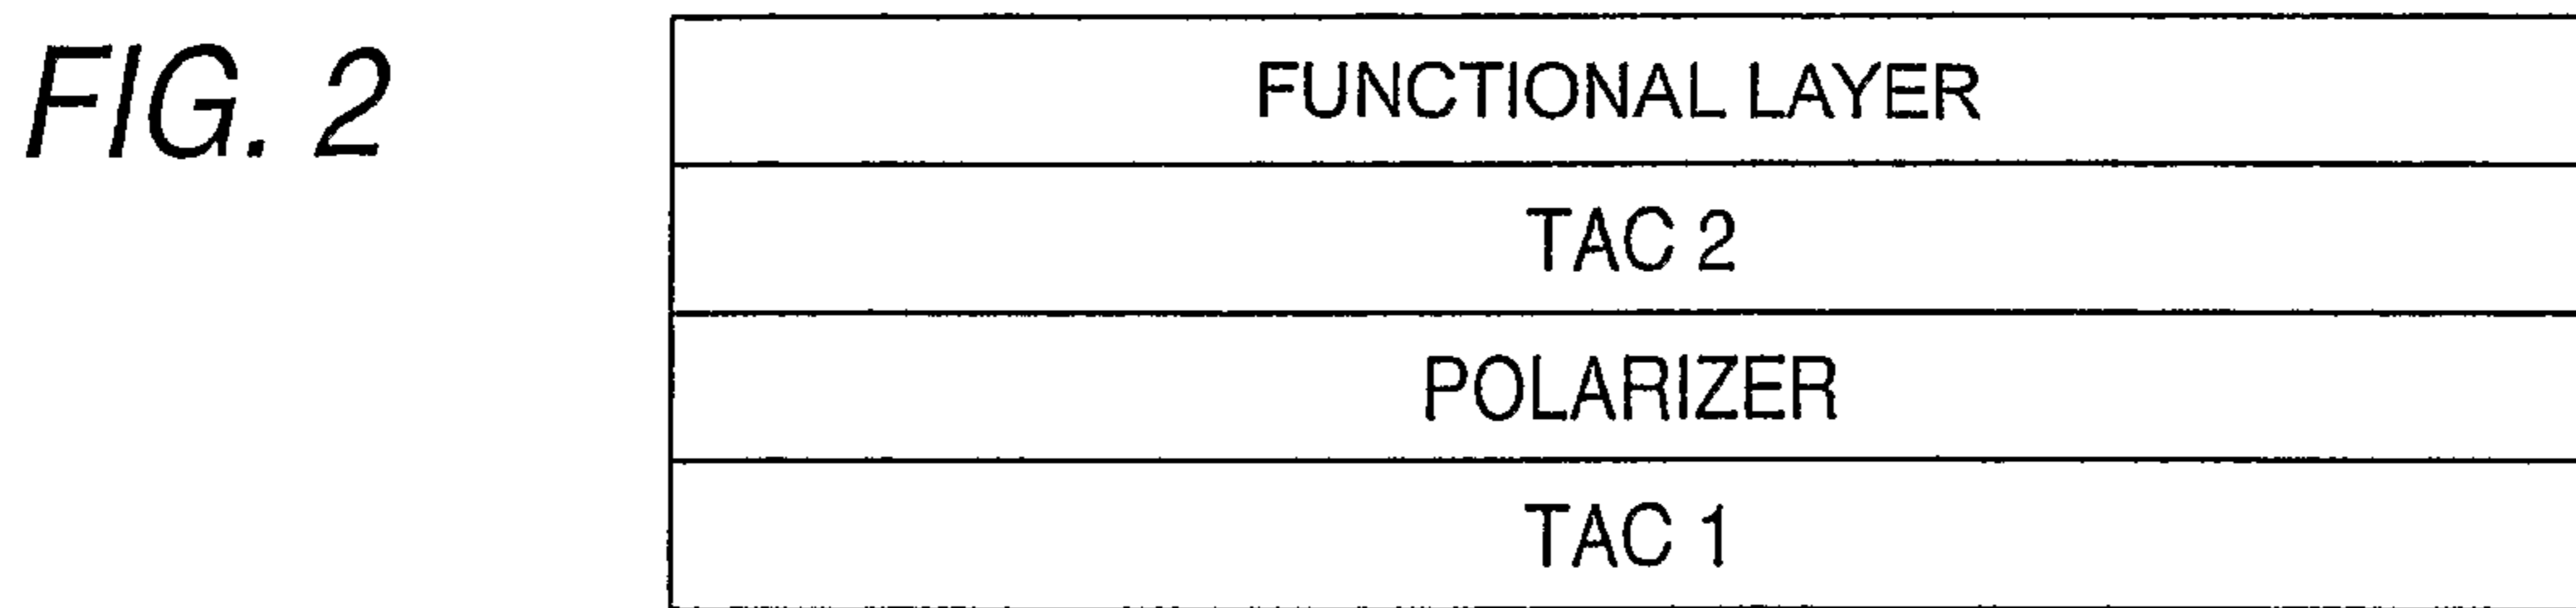 FIG. 2
FUNCTIONAL LAYER
TAC 2
POLARIZER
TAC 1